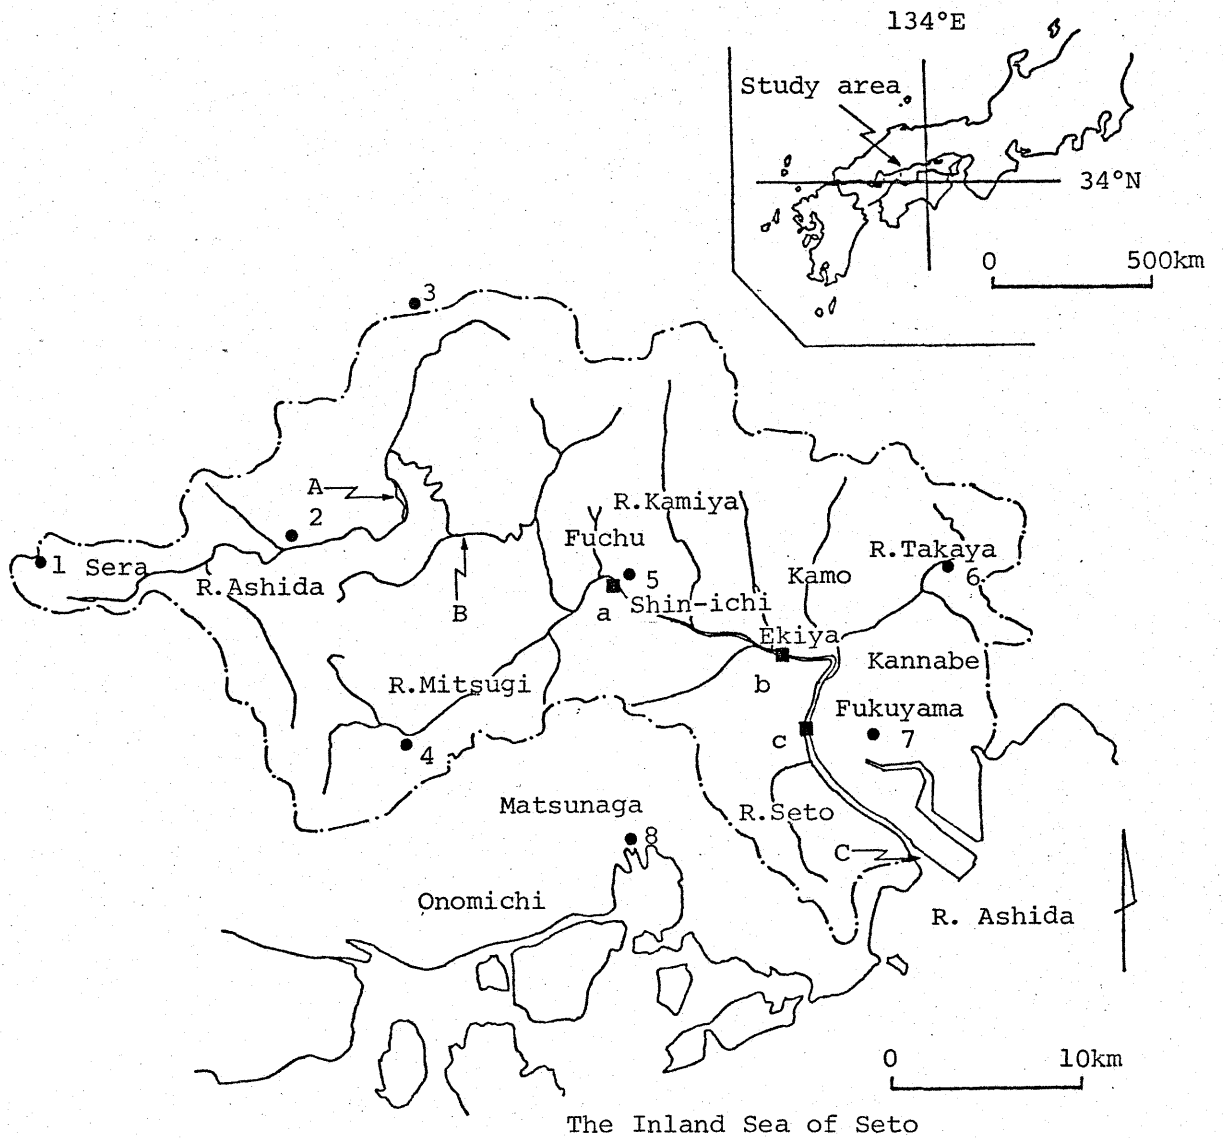 134°E
Study area
34°N
0 500km
3
A
2
R.Kamiya
Fuchu
R.Takaya
1 Sera
R.Ashida
5
Kamo
6
a
Shin-ichi
B
Ekiya
Kannabe
R.Mitsugi
b
Fukuyama
c
7
4
Matsunaga
R.Seto
8
C
Onomichi
R. Ashida
0 10km
The Inland Sea of Seto